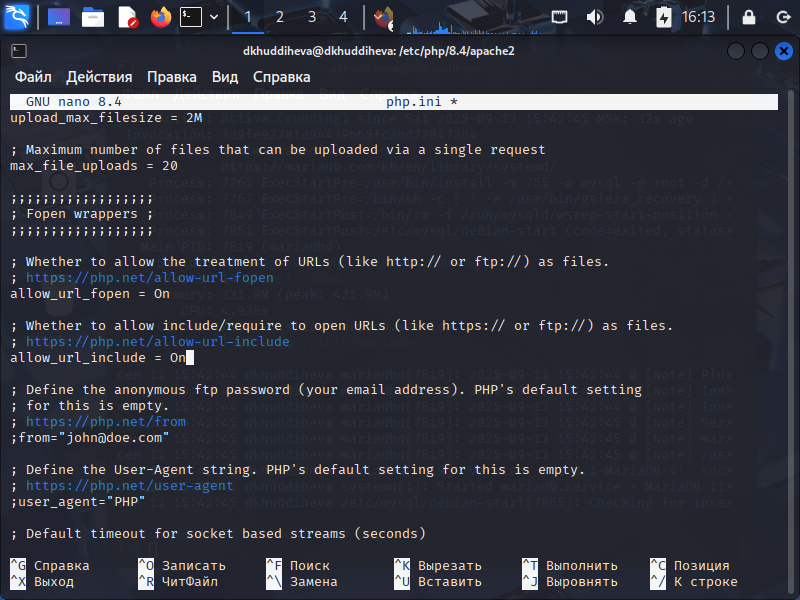 1 2 3 4 16:13
dkhuddiheva@dkhuddiheva: /etc/php/8.4/apache2
Файл Действия Правка Вид Справка
GNU nano 8.4 php.ini *
upload_max_filesize = 2M
; Maximum number of files that can be uploaded via a single request
max_file_uploads = 20
;;;;;;;;;;;;;;;;;;
; Fopen wrappers ;
;;;;;;;;;;;;;;;;;;
; Whether to allow the treatment of URLs (like http:// or ftp://) as files.
; https://php.net/allow-url-fopen
allow_url_fopen = On
; Whether to allow include/require to open URLs (like https:// or ftp://) as files.
; https://php.net/allow-url-include
allow_url_include = On
; Define the anonymous ftp password (your email address). PHP's default setting
; for this is empty.
; https://php.net/from
;from="john@doe.com"
; Define the User-Agent string. PHP's default setting for this is empty.
; https://php.net/user-agent
;user_agent="PHP"
; Default timeout for socket based streams (seconds)
^G Справка ^O Записать ^F Поиск ^K Вырезать ^T Выполнить ^C Позиция
^X Выход ^R ЧитФайл ^\ Замена ^U Вставить ^J Выровнять ^/ К строке